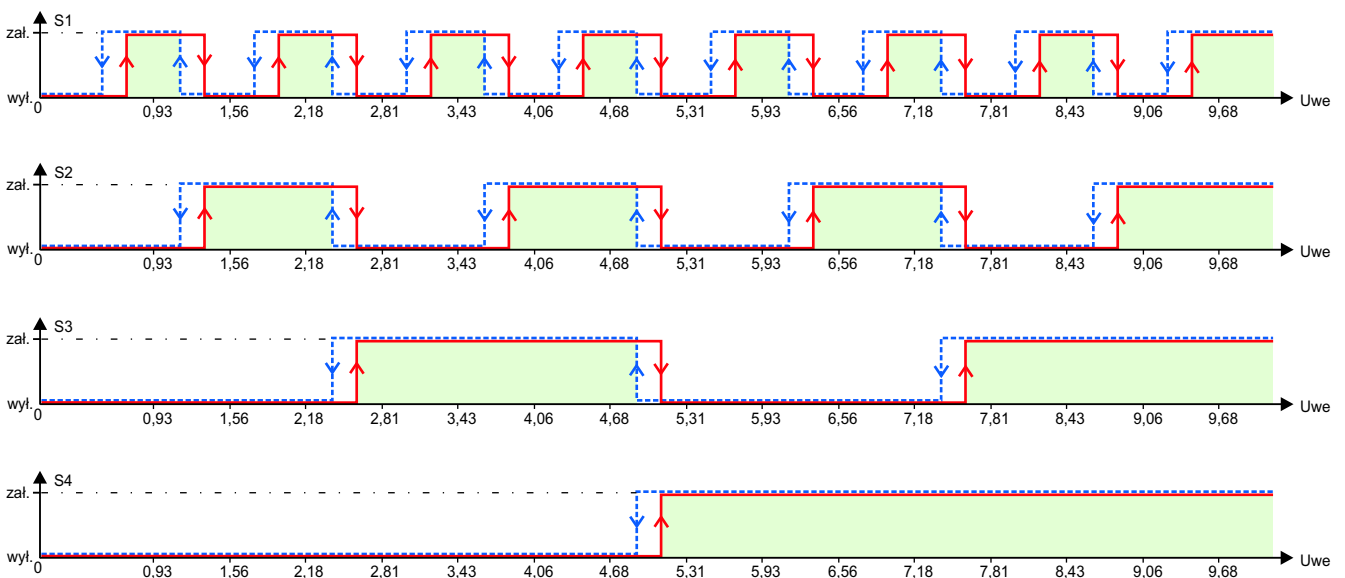 S1
zał.
wył.
0 0,93 1,56 2,18 2,81 3,43 4,06 4,68 5,31 5,93 6,56 7,18 7,81 8,43 9,06 9,68 Uwe
S2
zał.
wył.
0 0,93 1,56 2,18 2,81 3,43 4,06 4,68 5,31 5,93 6,56 7,18 7,81 8,43 9,06 9,68 Uwe
S3
zał.
wył.
0 0,93 1,56 2,18 2,81 3,43 4,06 4,68 5,31 5,93 6,56 7,18 7,81 8,43 9,06 9,68 Uwe
S4
zał.
wył.
0 0,93 1,56 2,18 2,81 3,43 4,06 4,68 5,31 5,93 6,56 7,18 7,81 8,43 9,06 9,68 Uwe